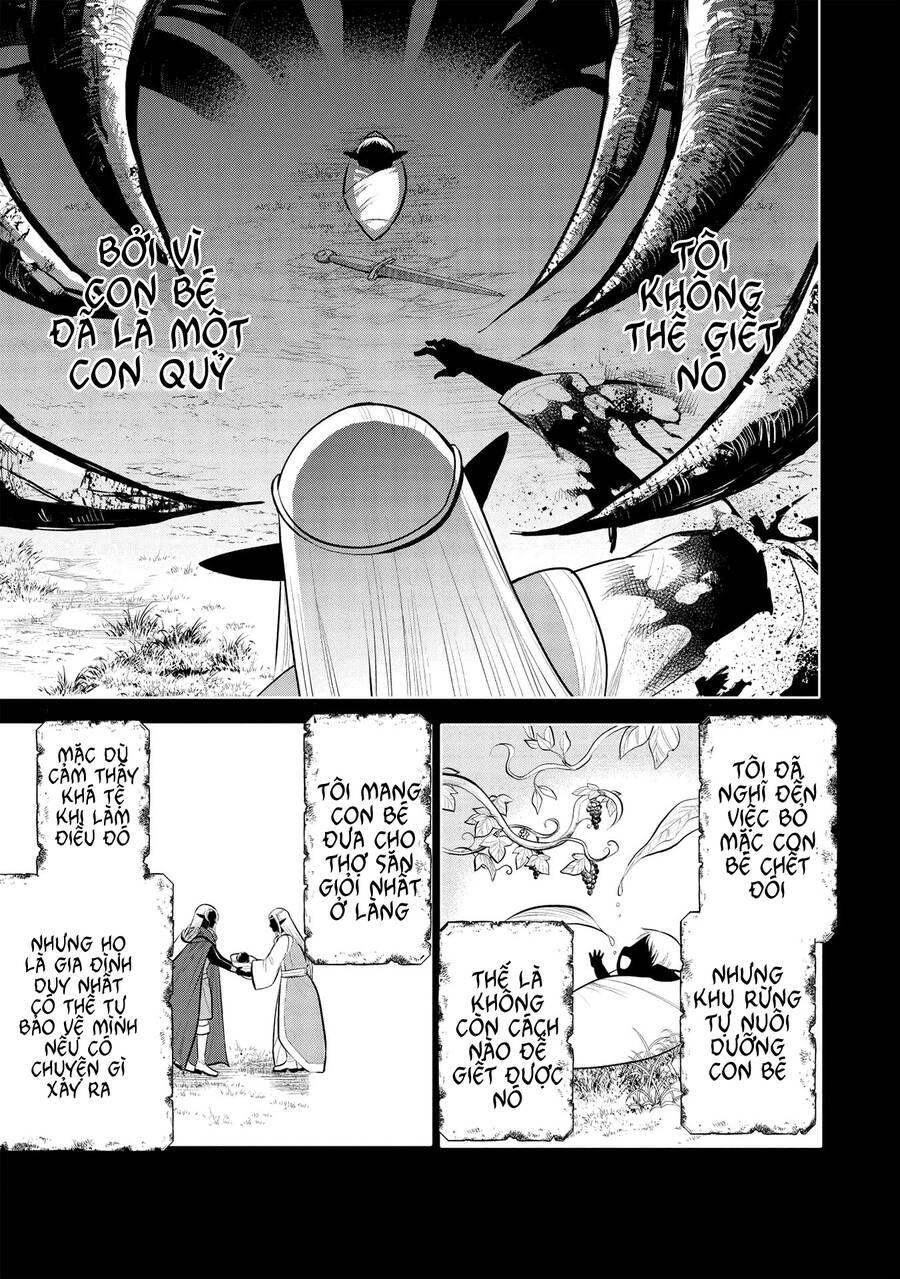 TÔI
KHÔNG
THỂ GIẾT
NÓ
BỞI VÌ
CON BÉ
ĐÃ LÀ MỘT
CON QUỶ
TÔI ĐÃ
NGHĨ ĐẾN
VIỆC BỎ
MẶC CON
BÉ CHẾT
ĐÓI
NHƯNG
KHU RỪNG
TỰ NUÔI
DƯỠNG
CON BÉ
THẾ LÀ
KHÔNG
CÒN CÁCH
NÀO ĐỂ
GIẾT ĐƯỢC
NÓ
TÔI MANG
CON BÉ
ĐƯA CHO
THỢ SĂN
GIỎI NHẤT
Ở LÀNG
MẶC DÙ
CẢM THẤY
KHÁ TỆ
KHI LÀM
ĐIỀU ĐÓ
NHƯNG HỌ
LÀ GIA ĐÌNH
DUY NHẤT
CÓ THỂ TỰ
BẢO VỆ MÌNH
NẾU CÓ
CHUYỆN GÌ
XẢY RA